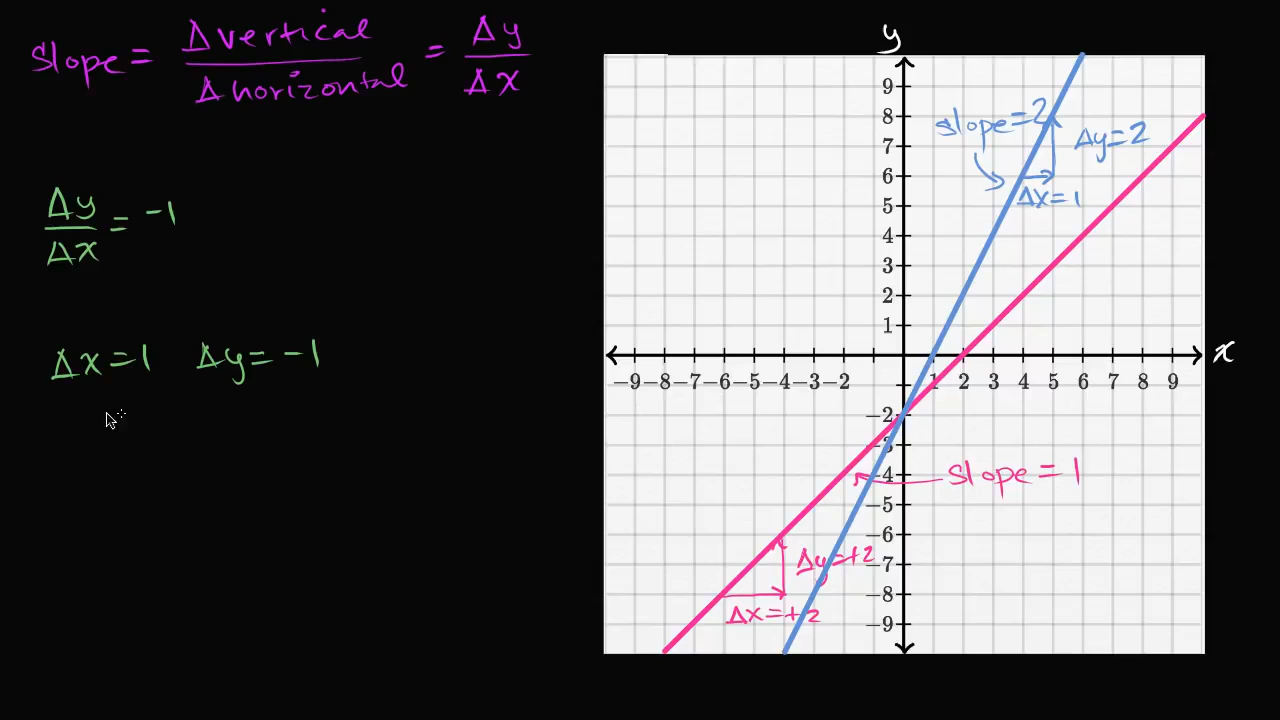 slope = Δvertical / Δhorizontal = Δy / Δx
Δy / Δx = -1
Δx = 1 Δy = -1
y
9
8
7
6
5
4
3
2
1
x
-9 -8 -7 -6 -5 -4 -3 -2 1 2 3 4 5 6 7 8 9
-2
-3
-4
-5
-6
-7
-8
-9
slope=2
Δy=2
Δx=1
slope = 1
Δy=+2
Δx=+2